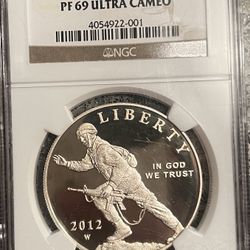 PF 69 ULTRA CAMEO
4054922-001
NGC
LIBERTY
IN GOD
WE TRUST
2012
W